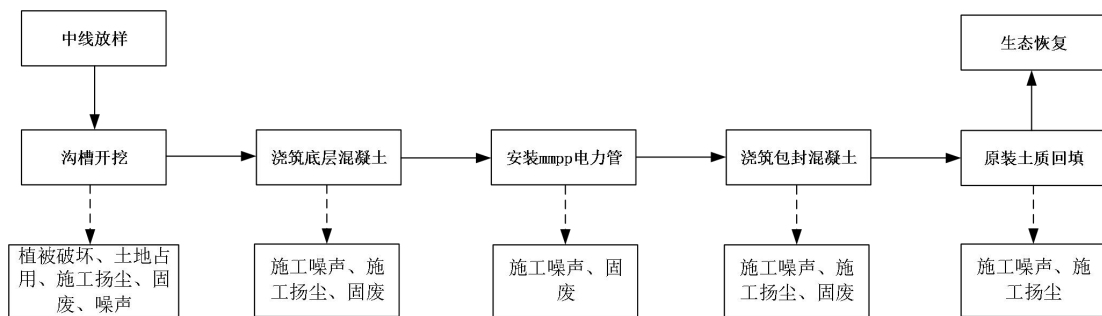 中线放样
生态恢复
沟槽开挖
浇筑底层混凝土
安装mmpp电力管
浇筑包封混凝土
原装土质回填
植被破坏、土地占
用、施工扬尘、固
废、噪声
施工噪声、施
工扬尘、固废
施工噪声、固
废
施工噪声、施
工扬尘、固废
施工噪声、施
工扬尘